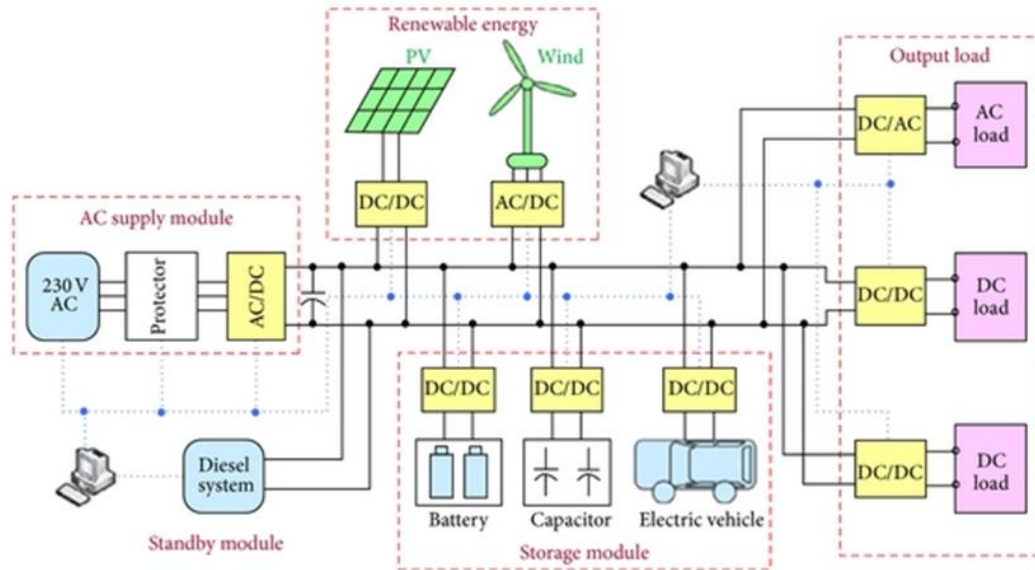 Renewable energy
PV
Wind
DC/DC
AC/DC
AC supply module
230 V
AC
Protector
AC/DC
Output load
DC/AC
AC
load
DC/DC
DC
load
DC/DC
DC
load
DC/DC
DC/DC
DC/DC
Battery
Capacitor
Electric vehicle
Storage module
Diesel
system
Standby module